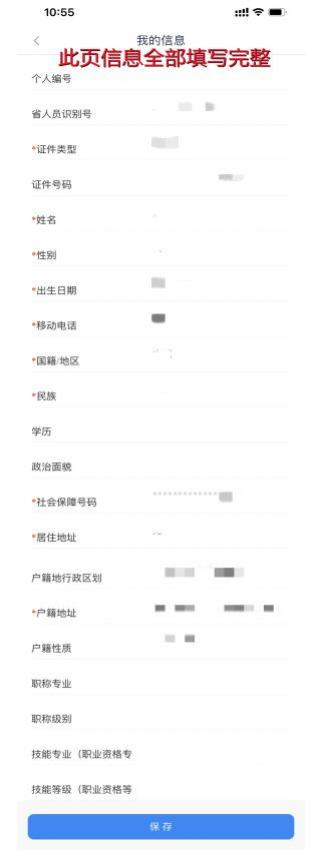 10:55
我的信息
此页信息全部填写完整
个人编号
省人员识别号
*证件类型
证件号码
*姓名
*性别
*出生日期
*移动电话
*国籍/地区
*民族
学历
政治面貌
*社会保障号码
*居住地址
户籍地行政区划
*户籍地址
户籍性质
职称专业
职称级别
技能专业（职业资格专
技能等级（职业资格等
保存